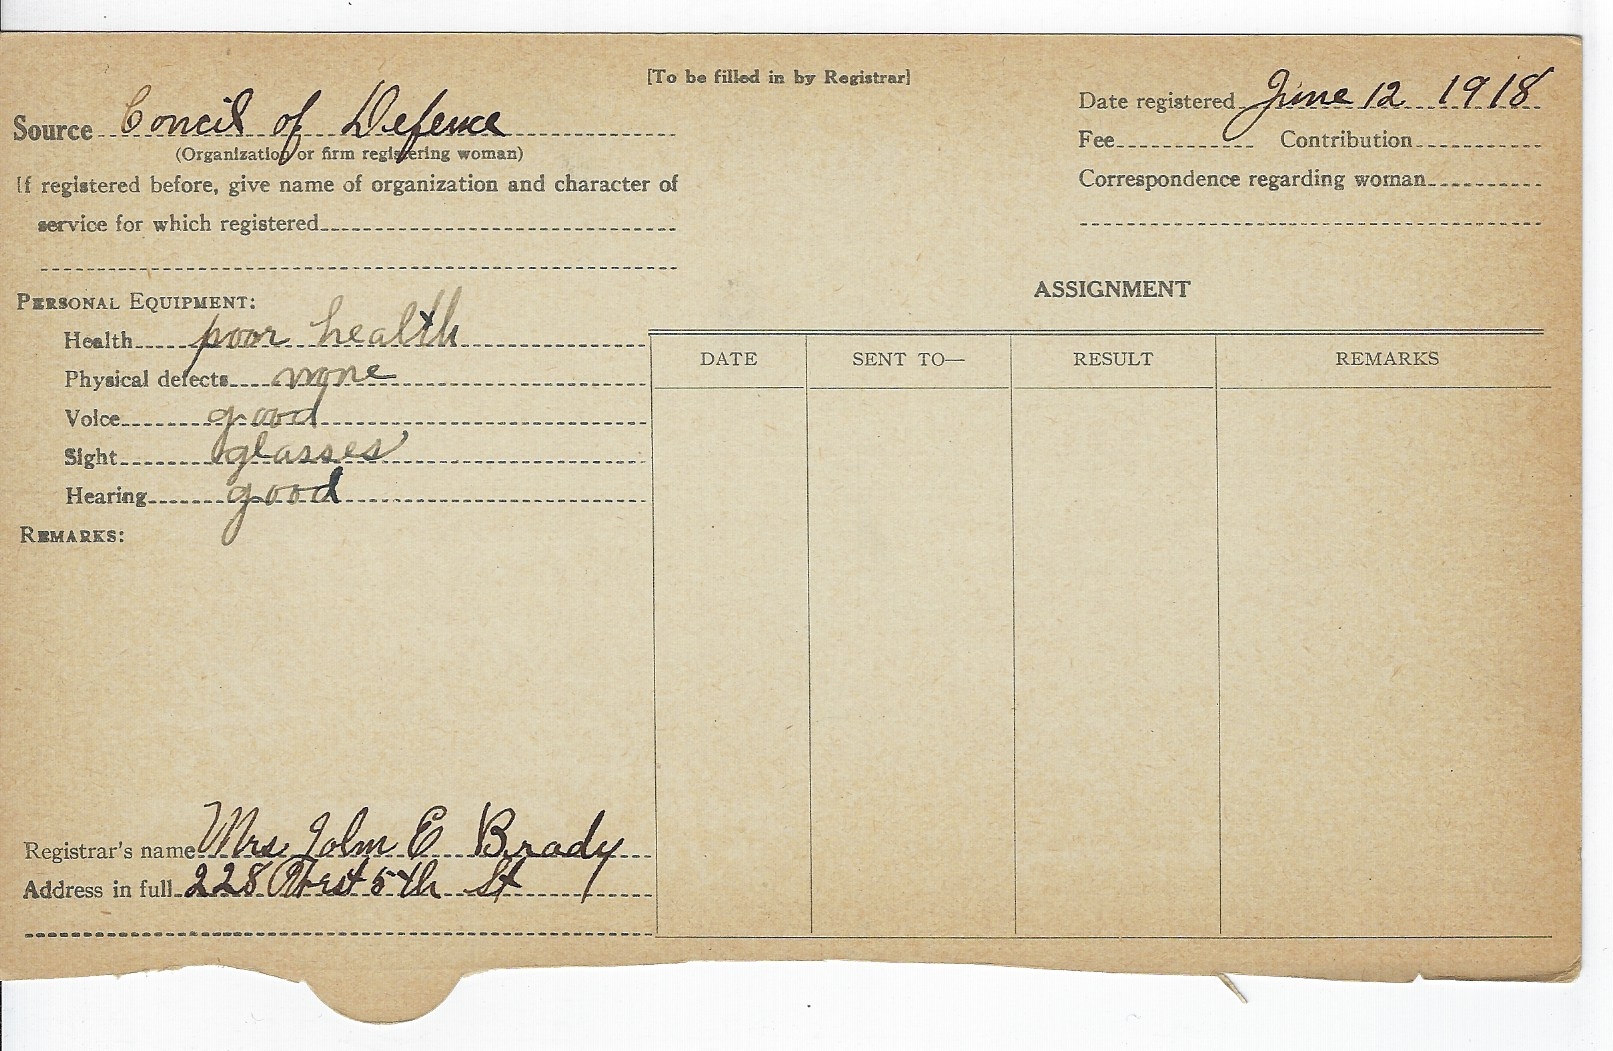 [To be filled in by Registrar]
Source Concil of Defence
(Organization or firm registering woman)
If registered before, give name of organization and character of
service for which registered
Date registered June 12 1918
Fee Contribution
Correspondence regarding woman
PERSONAL EQUIPMENT:
Health poor health
Physical defects none
Voice good
Sight glasses
Hearing good
REMARKS:
Registrar's name Mrs John E Brady
Address in full 228 West 5th St
ASSIGNMENT
DATE SENT TO— RESULT REMARKS